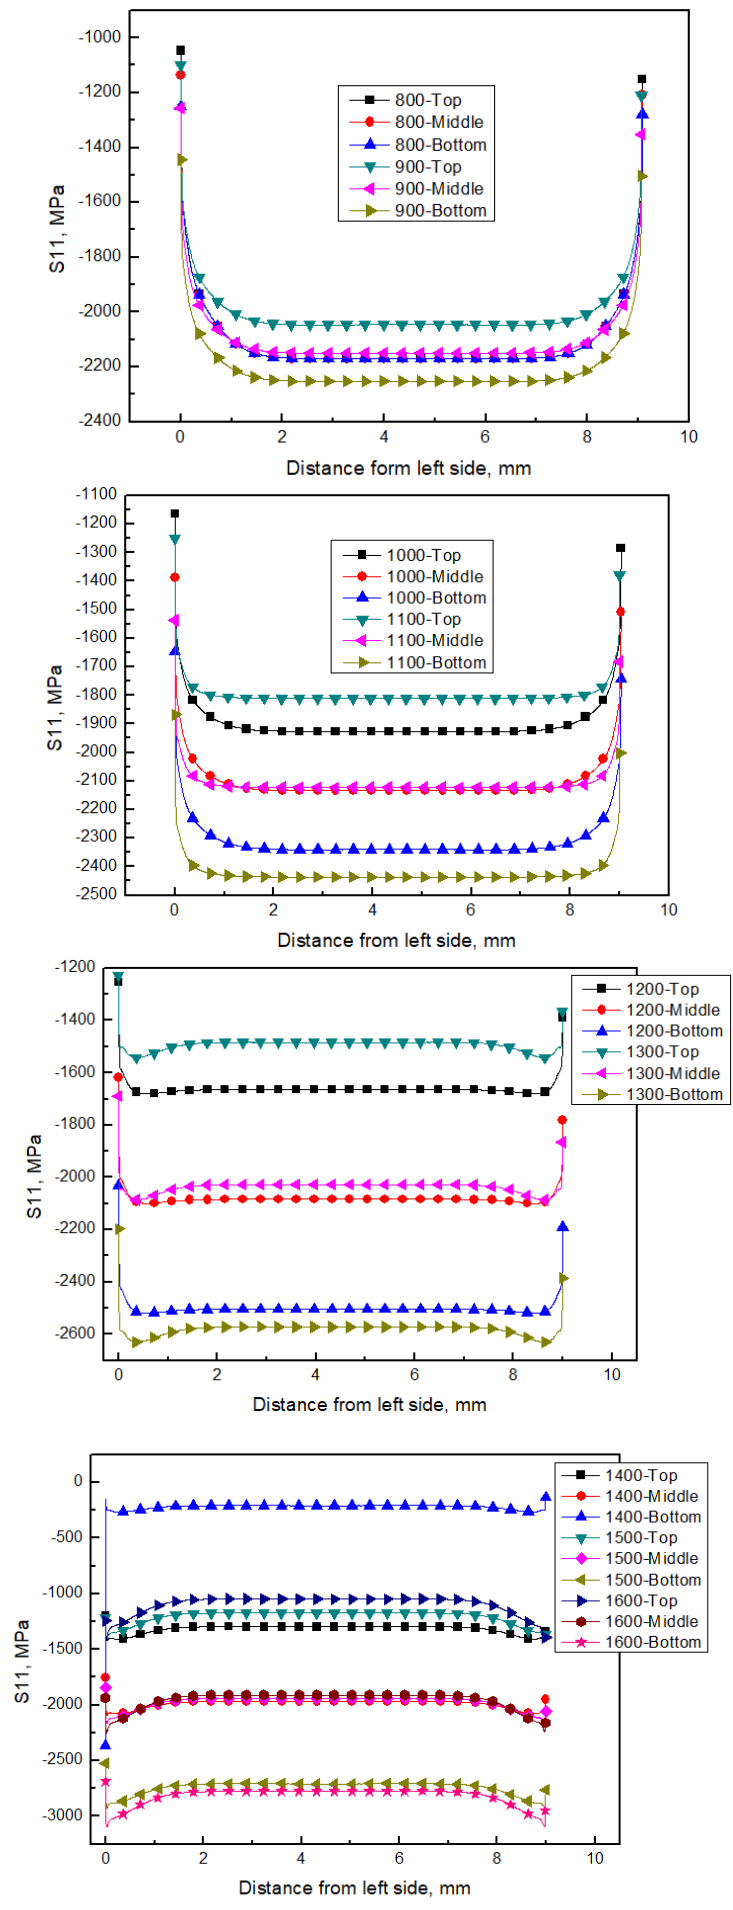 -1000
-1200
-1400
-1600
-1800
-2000
-2200
-2400
S11, MPa
800-Top
800-Middle
800-Bottom
900-Top
900-Middle
900-Bottom
0 2 4 6 8 10
Distance form left side, mm
-1100
-1200
-1300
-1400
-1500
-1600
-1700
-1800
-1900
-2000
-2100
-2200
-2300
-2400
-2500
S11, MPa
1000-Top
1000-Middle
1000-Bottom
1100-Top
1100-Middle
1100-Bottom
0 2 4 6 8 10
Distance from left side, mm
-1200
-1400
-1600
-1800
-2000
-2200
-2400
-2600
S11, MPa
1200-Top
1200-Middle
1200-Bottom
1300-Top
1300-Middle
1300-Bottom
0 2 4 6 8 10
Distance from left side, mm
0
-500
-1000
-1500
-2000
-2500
-3000
S11, MPa
1400-Top
1400-Middle
1400-Bottom
1500-Top
1500-Middle
1500-Bottom
1600-Top
1600-Middle
1600-Bottom
0 2 4 6 8 10
Distance from left side, mm